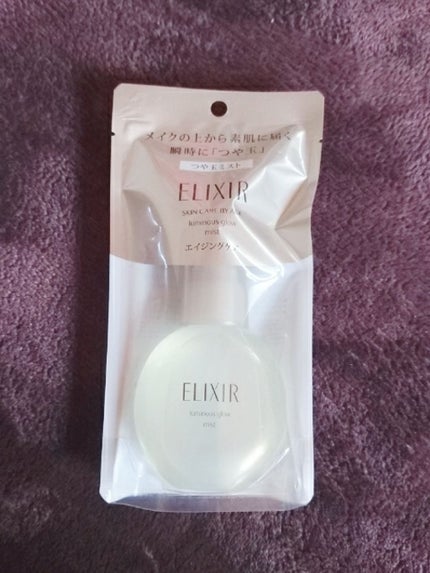 メイクの上から素肌に届く
瞬時に「つや玉」
つや玉ミスト
ELIXIR
SKIN CARE BY AGE
luminous glow
mist
エイジングケア
ELIXIR
luminous glow
mist